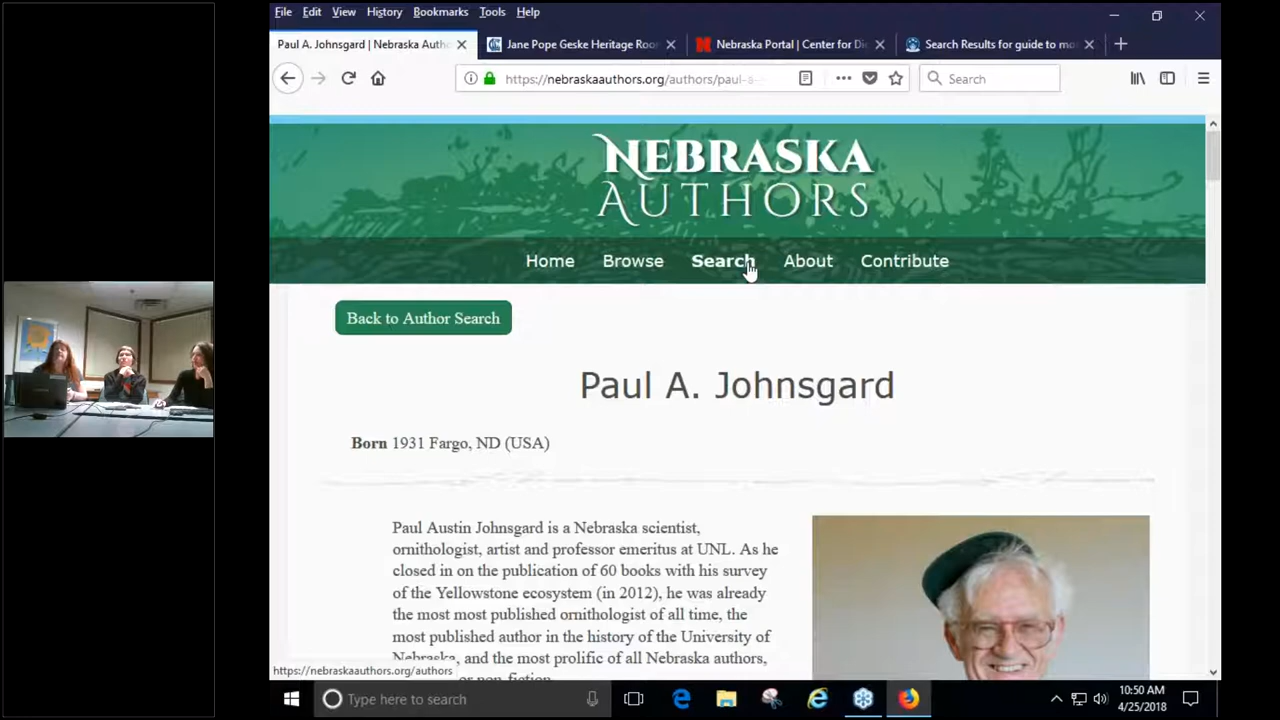 File Edit View History Bookmarks Tools Help
Paul A. Johnsgard | Nebraska Autho
Jane Pope Geske Heritage Roo
Nebraska Portal | Center for Di
Search Results for guide to mo
https://nebraskaauthors.org/authors/paul-a-
Search
NEBRASKA
AUTHORS
Home Browse Search About Contribute
Back to Author Search
Paul A. Johnsgard
Born 1931 Fargo, ND (USA)
Paul Austin Johnsgard is a Nebraska scientist,
ornithologist, artist and professor emeritus at UNL. As he
closed in on the publication of 60 books with his survey
of the Yellowstone ecosystem (in 2012), he was already
the most most published ornithologist of all time, the
most published author in the history of the University of
Nebraska, and the most prolific of all Nebraska authors,
or non-fiction
https://nebraskaauthors.org/authors
Type here to search
10:50 AM
4/25/2018